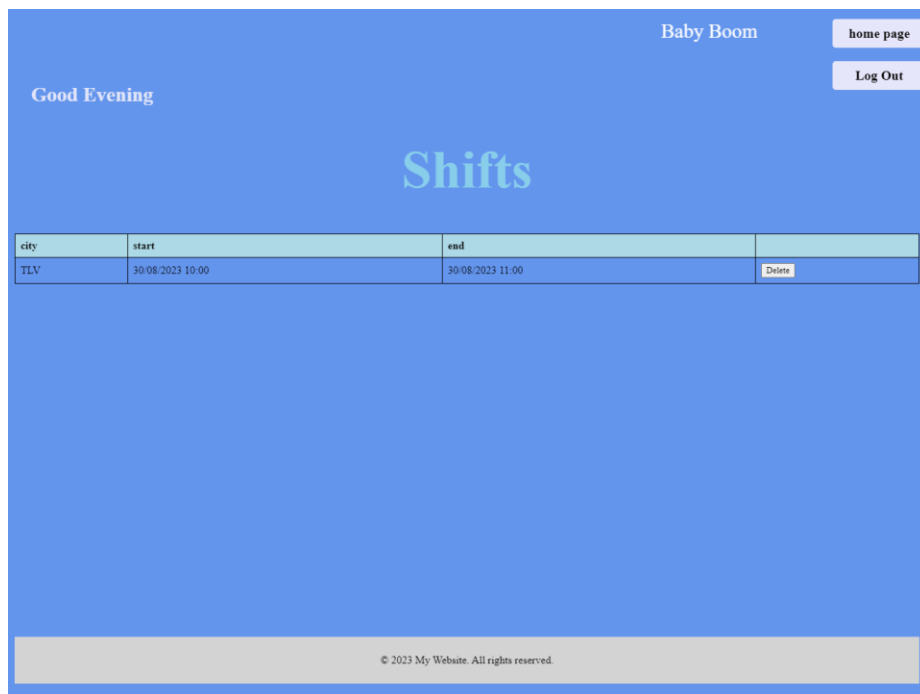 Baby Boom
home page
Log Out
Good Evening
Shifts
city start end
TLV 30/08/2023 10:00 30/08/2023 11:00 Delete
© 2023 My Website. All rights reserved.